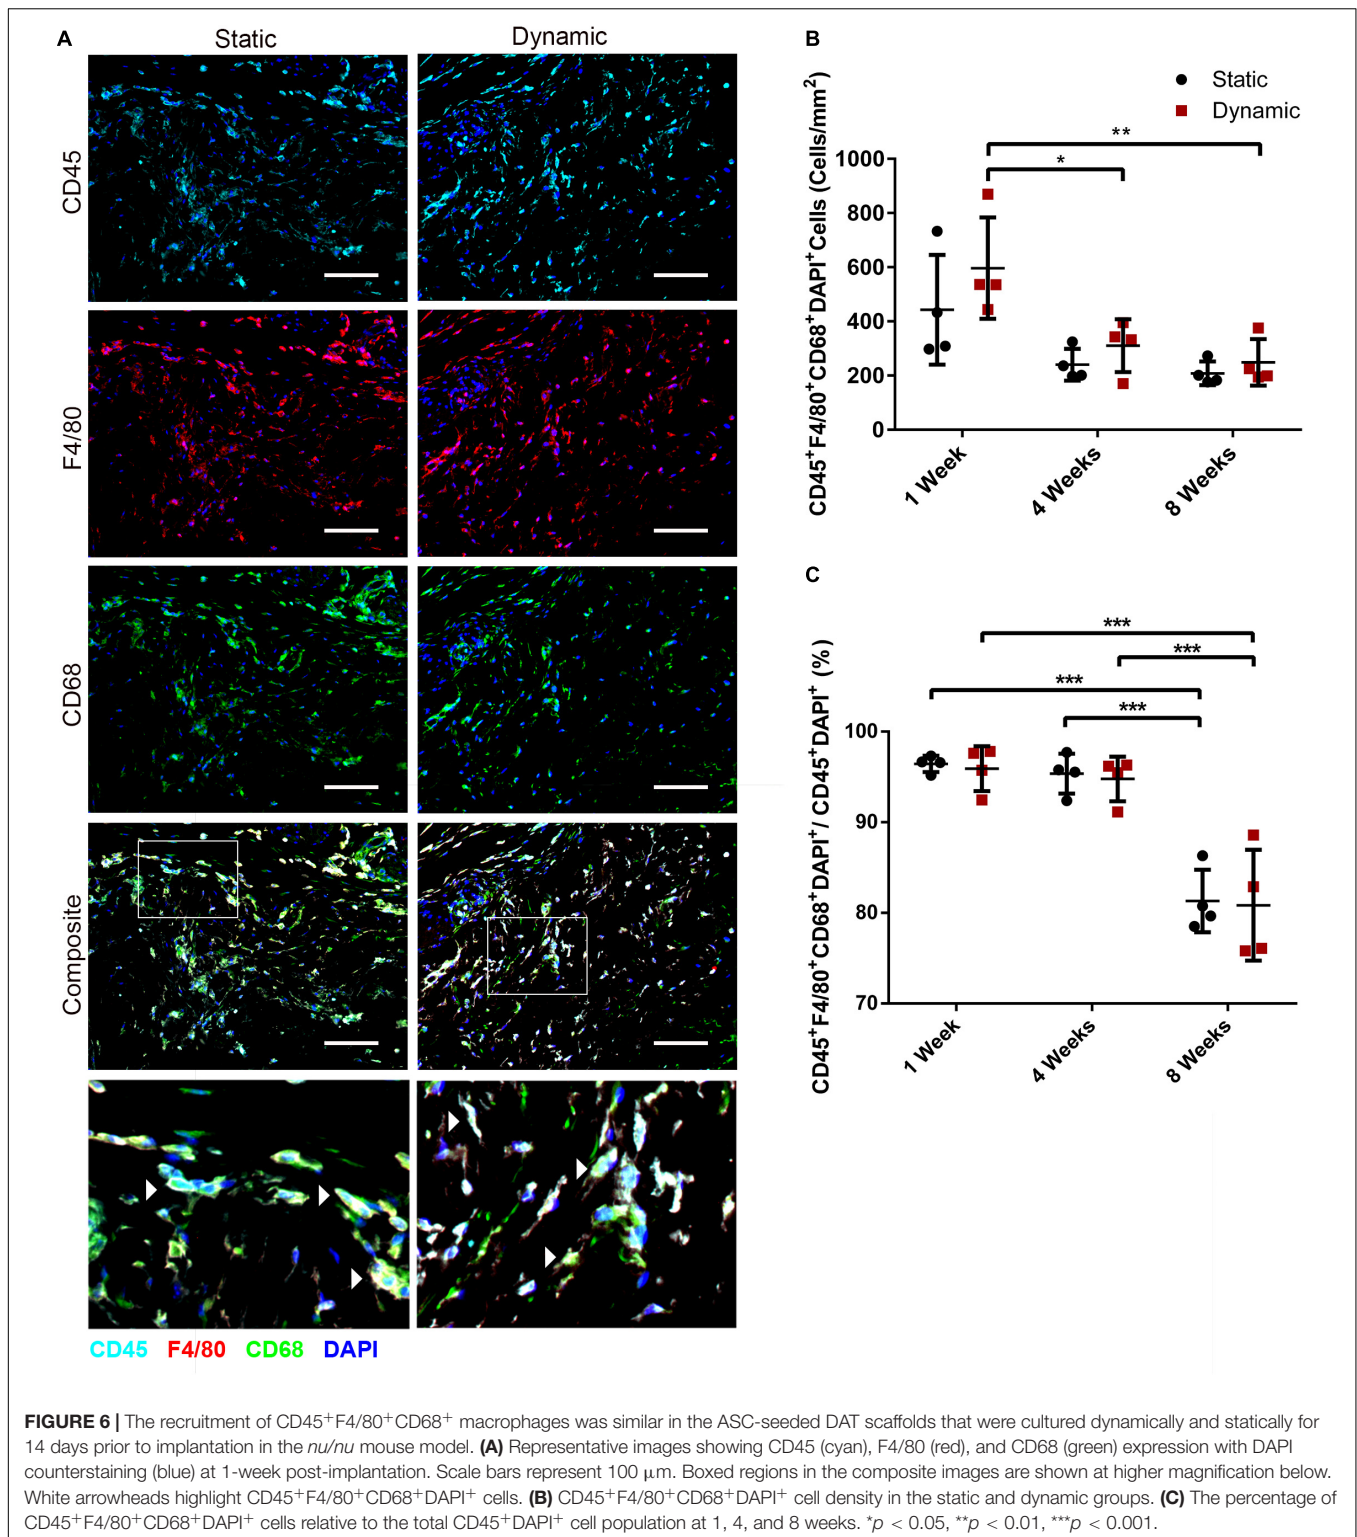 A
Static
Dynamic
CD45
F4/80
CD68
Composite
CD45 F4/80 CD68 DAPI
B
Static
Dynamic
CD45⁺F4/80⁺CD68⁺DAPI⁺Cells (Cells/mm²)
**
*
1000
800
600
400
200
0
1 Week
4 Weeks
8 Weeks
C
CD45⁺F4/80⁺CD68⁺DAPI⁺/ CD45⁺DAPI⁺ (%)
***
***
***
***
100
90
80
70
1 Week
4 Weeks
8 Weeks
FIGURE 6 | The recruitment of CD45⁺F4/80⁺CD68⁺ macrophages was similar in the ASC-seeded DAT scaffolds that were cultured dynamically and statically for
14 days prior to implantation in the nu/nu mouse model. (A) Representative images showing CD45 (cyan), F4/80 (red), and CD68 (green) expression with DAPI
counterstaining (blue) at 1-week post-implantation. Scale bars represent 100 μm. Boxed regions in the composite images are shown at higher magnification below.
White arrowheads highlight CD45⁺F4/80⁺CD68⁺DAPI⁺ cells. (B) CD45⁺F4/80⁺CD68⁺DAPI⁺ cell density in the static and dynamic groups. (C) The percentage of
CD45⁺F4/80⁺CD68⁺DAPI⁺ cells relative to the total CD45⁺DAPI⁺ cell population at 1, 4, and 8 weeks. *p < 0.05, **p < 0.01, ***p < 0.001.